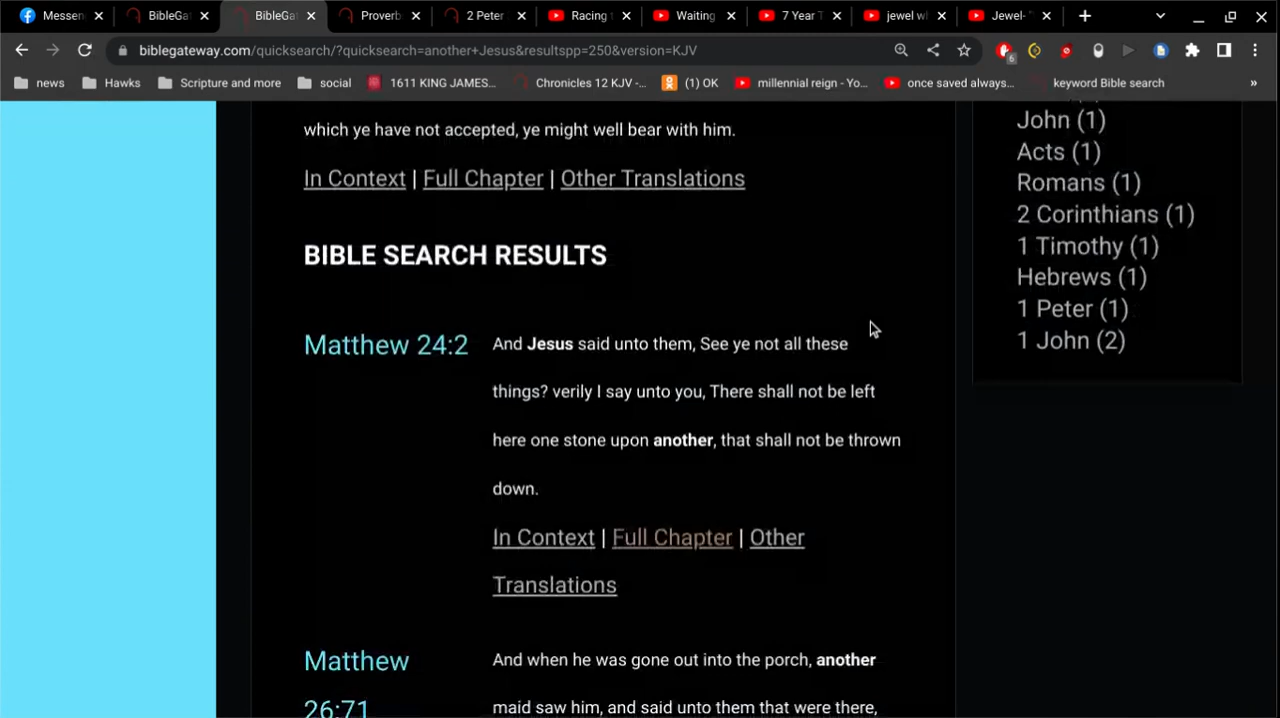 Messen
BibleGa
BibleGa
Proverb
2 Peter
Racing
Waiting
7 Year T
jewel w
Jewel-
biblegateway.com/quicksearch/?quicksearch=another+Jesus&resultspp=250&version=KJV
6
news
Hawks
Scripture and more
social
1611 KING JAMES...
Chronicles 12 KJV -...
(1) OK
millennial reign - Yo...
once saved always...
keyword Bible search
»
which ye have not accepted, ye might well bear with him.
In Context | Full Chapter | Other Translations
BIBLE SEARCH RESULTS
Matthew 24:2
And Jesus said unto them, See ye not all these
things? verily I say unto you, There shall not be left
here one stone upon another, that shall not be thrown
down.
In Context | Full Chapter | Other
Translations
Matthew
26:71
And when he was gone out into the porch, another
maid saw him, and said unto them that were there,
John (1)
Acts (1)
Romans (1)
2 Corinthians (1)
1 Timothy (1)
Hebrews (1)
1 Peter (1)
1 John (2)